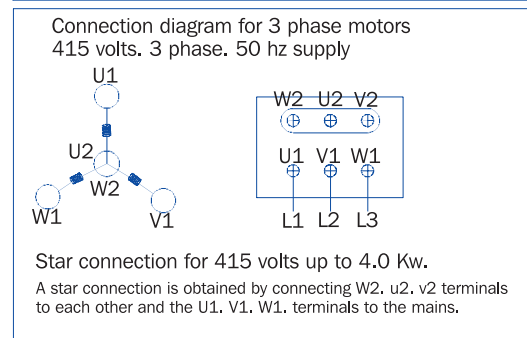 Connection diagram for 3 phase motors
415 volts. 3 phase. 50 hz supply
U1
U2
W2
W1
V1
W2 U2 V2
U1 V1 W1
L1 L2 L3
Star connection for 415 volts up to 4.0 Kw.
A star connection is obtained by connecting W2. u2. v2 terminals
to each other and the U1. V1. W1. terminals to the mains.